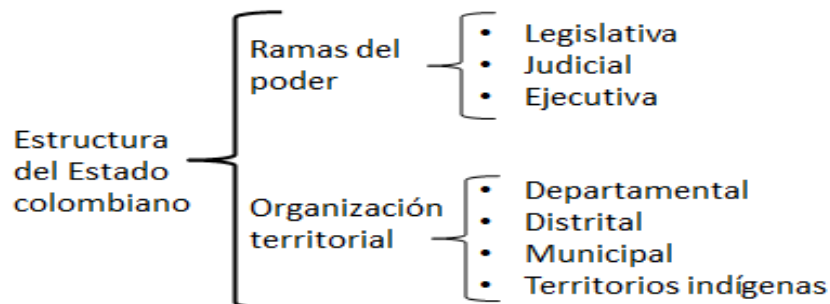 Estructura
del Estado
colombiano
Ramas del
poder
• Legislativa
• Judicial
• Ejecutiva
Organización
territorial
• Departamental
• Distrital
• Municipal
• Territorios indígenas